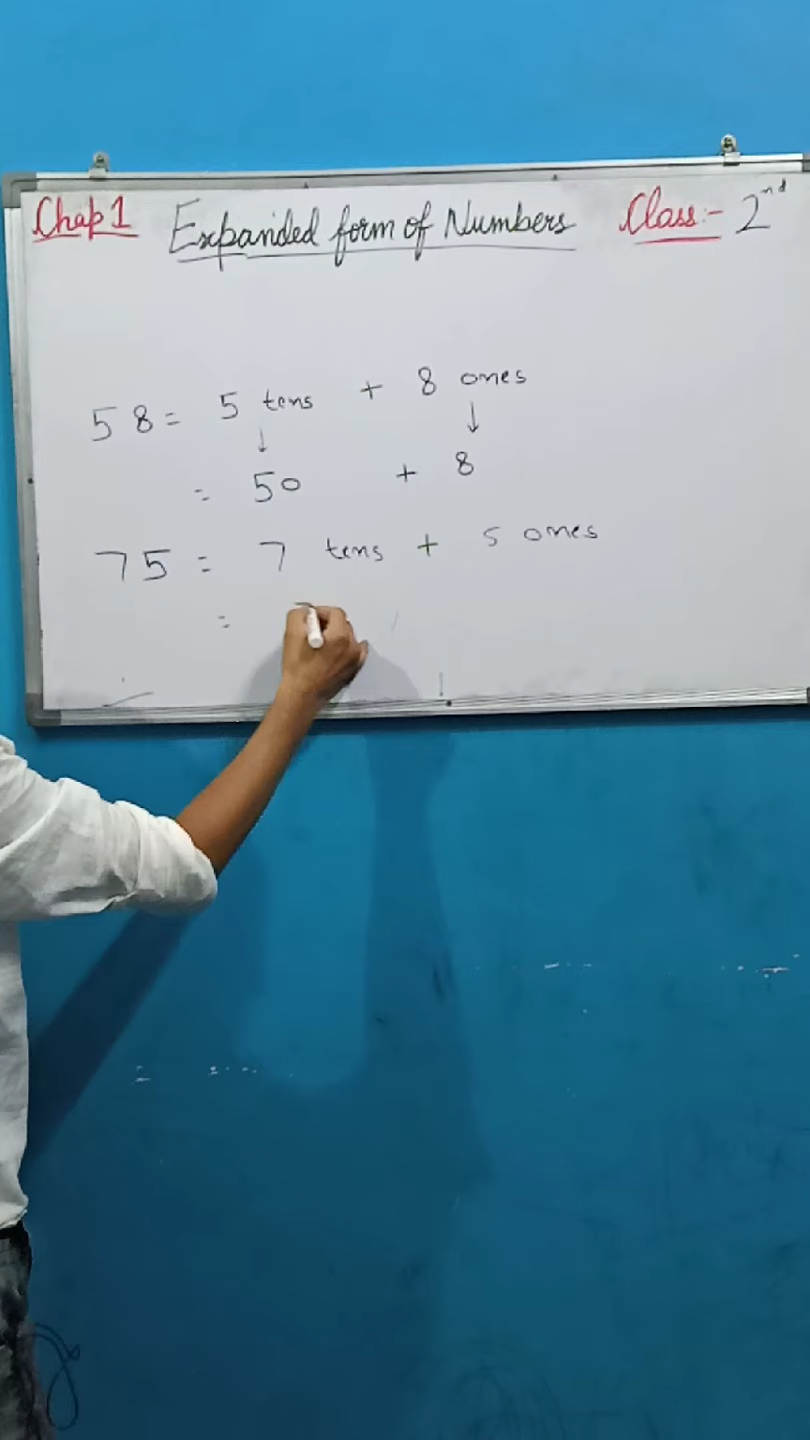 Chap 1 Expanded form of Numbers Class:- 2nd
58 = 5 tens + 8 ones
↓ ↓
= 50 + 8
75 = 7 tens + 5 ones
=